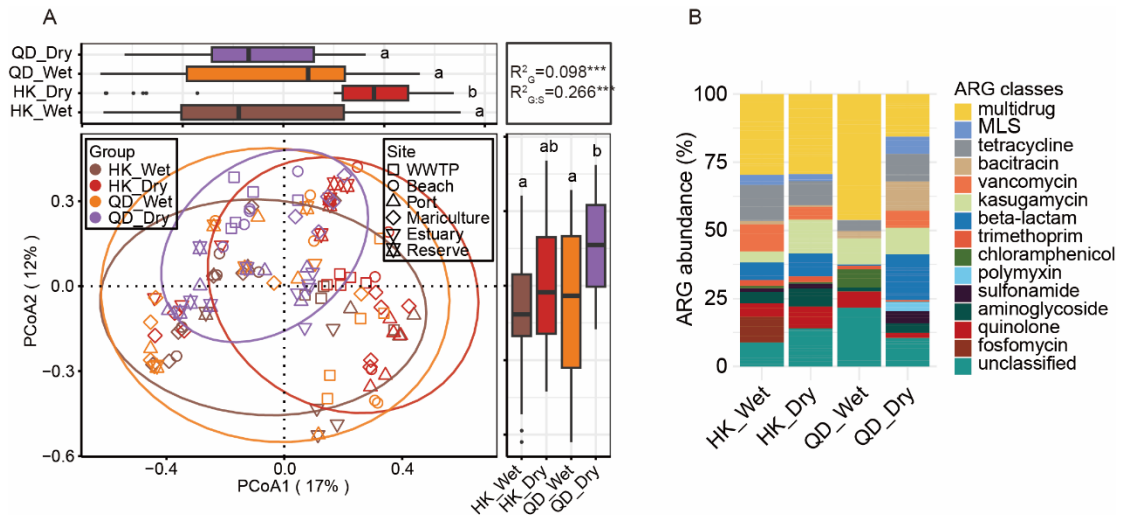 A
QD_Dry
QD_Wet
HK_Dry
HK_Wet
a
a
b
a
R²G=0.098***
R²G:S=0.266***
Group
HK_Wet
HK_Dry
QD_Wet
QD_Dry
Site
WWTP
Beach
Port
Mariculture
Estuary
Reserve
0.3
0.0
−0.3
−0.6
PCoA2 ( 12% )
−0.4
0.0
0.4
PCoA1 ( 17% )
a
ab
a
b
HK_Wet
HK_Dry
QD_Wet
QD_Dry
B
ARG abundance (%)
100
75
50
25
0
HK_Wet
HK_Dry
QD_Wet
QD_Dry
ARG classes
multidrug
MLS
tetracycline
bacitracin
vancomycin
kasugamycin
beta-lactam
trimethoprim
chloramphenicol
polymyxin
sulfonamide
aminoglycoside
quinolone
fosfomycin
unclassified